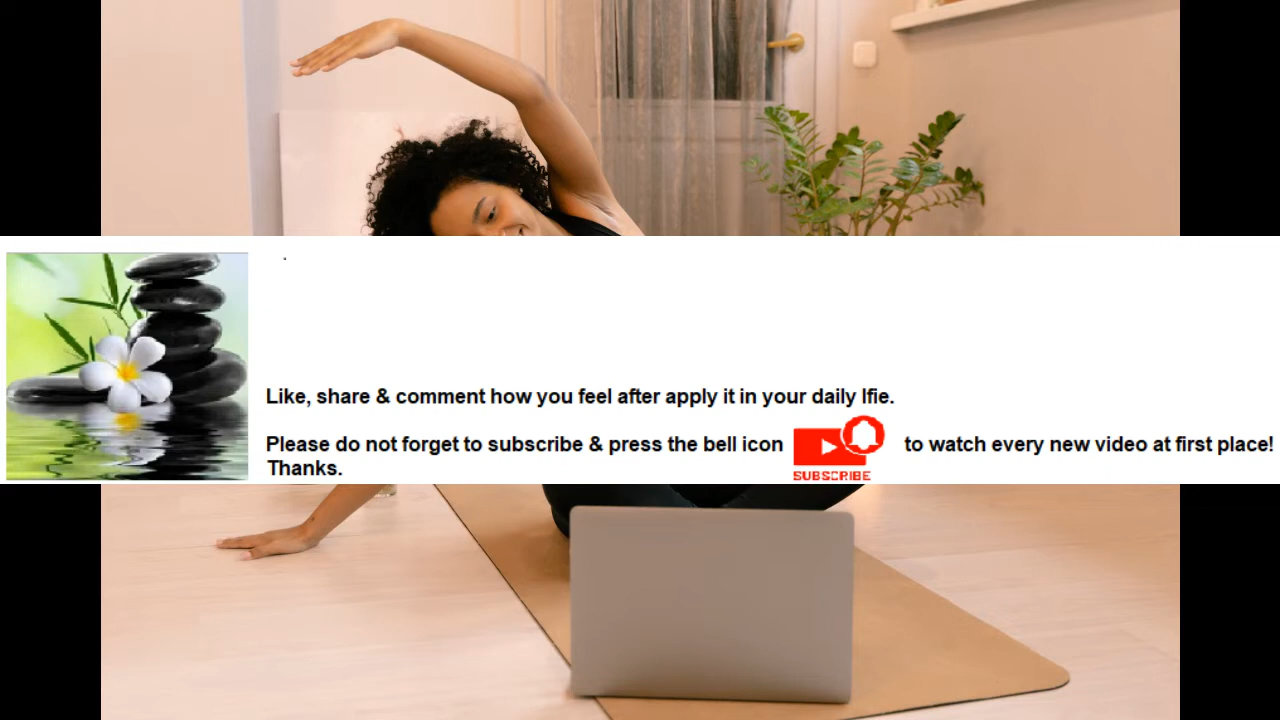 Like, share & comment how you feel after apply it in your daily lfie.
Please do not forget to subscribe & press the bell icon to watch every new video at first place!
SUBSCRIBE
Thanks.